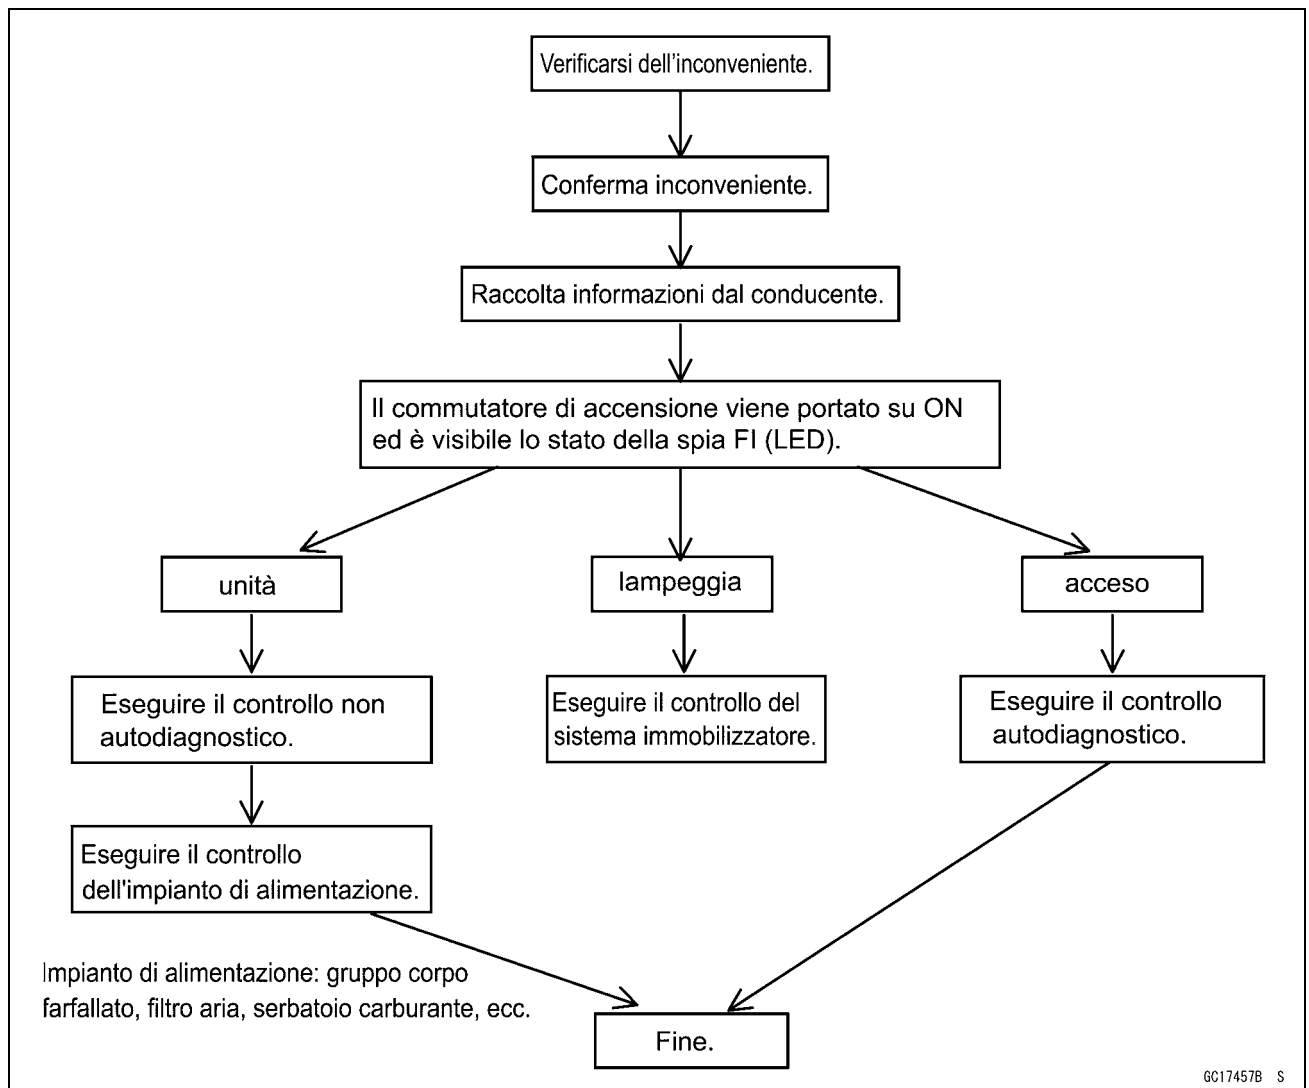 Verificarsi dell'inconveniente.
Conferma inconveniente.
Raccolta informazioni dal conducente.
Il commutatore di accensione viene portato su ON
ed è visibile lo stato della spia FI (LED).
unità
lampeggia
acceso
Eseguire il controllo non
autodiagnostico.
Eseguire il controllo del
sistema immobilizzatore.
Eseguire il controllo
autodiagnostico.
Eseguire il controllo
dell'impianto di alimentazione.
Impianto di alimentazione: gruppo corpo
farfallato, filtro aria, serbatoio carburante, ecc.
Fine.
GC17457B S